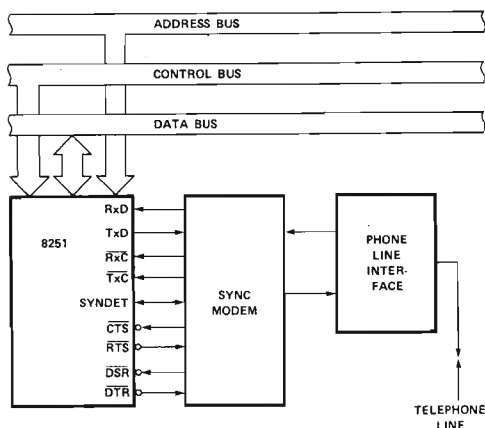 ADDRESS BUS
CONTROL BUS
DATA BUS
8251
RxD
TxD
RxC
TxC
SYNDET
CTS
RTS
DSR
DTR
SYNC
MODEM
PHONE
LINE
INTER-
FACE
TELEPHONE
LINE